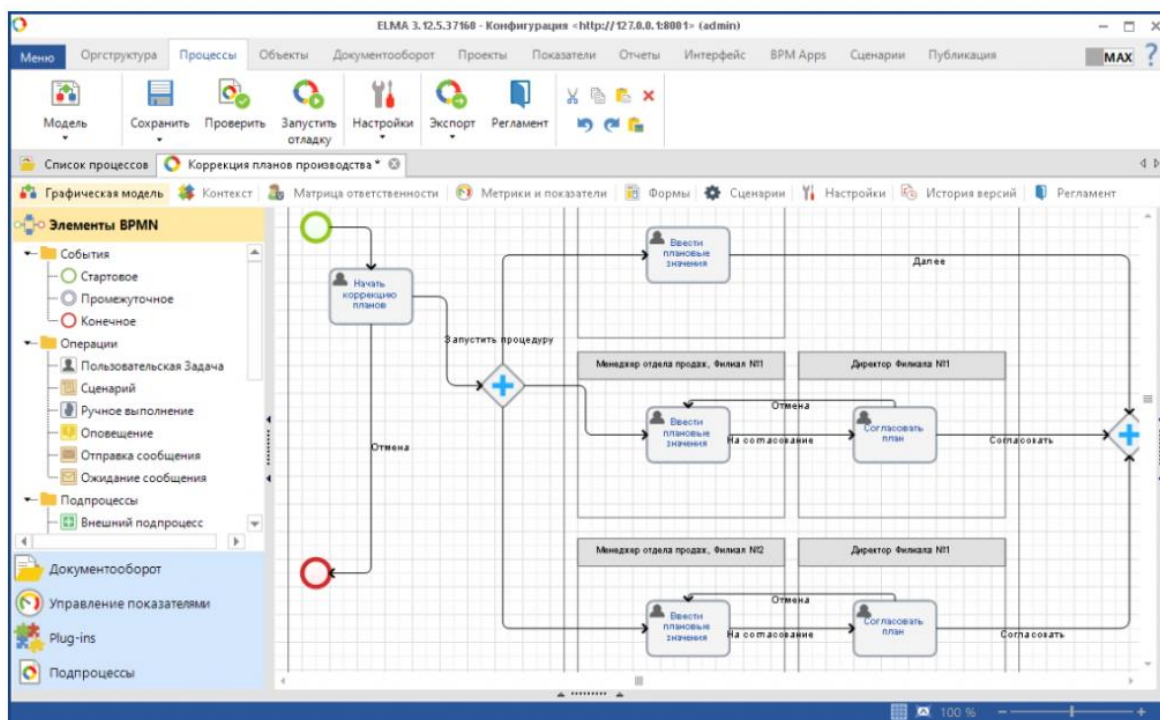 ELMA 3.12.5.37160 - Конфигурация <http://127.0.0.1:8001> (admin)
Меню Оргструктура Процессы Объекты Документооборот Проекты Показатели Отчеты Интерфейс BPM Apps Сценарии Публикация MAX ?
Модель Сохранить Проверить Запустить отладку Настройки Экспорт Регламент
Список процессов Коррекция планов производства *
Графическая модель Контекст Матрица ответственности Метрики и показатели Формы Сценарии Настройки История версий Регламент
Элементы BPMN
События
Стартовое
Промежуточное
Конечное
Операции
Пользовательская Задача
Сценарий
Ручное выполнение
Оповещение
Отправка сообщения
Ожидание сообщения
Подпроцессы
Внешний подпроцесс
Документооборот
Управление показателями
Plug-ins
Подпроцессы
Ввести
плановые
значения
Далее
Начать
коррекцию
планов
Запустить процедуру
Отмена
Менеджер отдела продаж, Филиал №1
Директор Филиала №1
Отмена
Ввести
плановые
значения
На согласование
Согласовать
план
Согласовать
Менеджер отдела продаж, Филиал №2
Директор Филиала №1
Отмена
Ввести
плановые
значения
На согласование
Согласовать
план
Согласовать
100 %